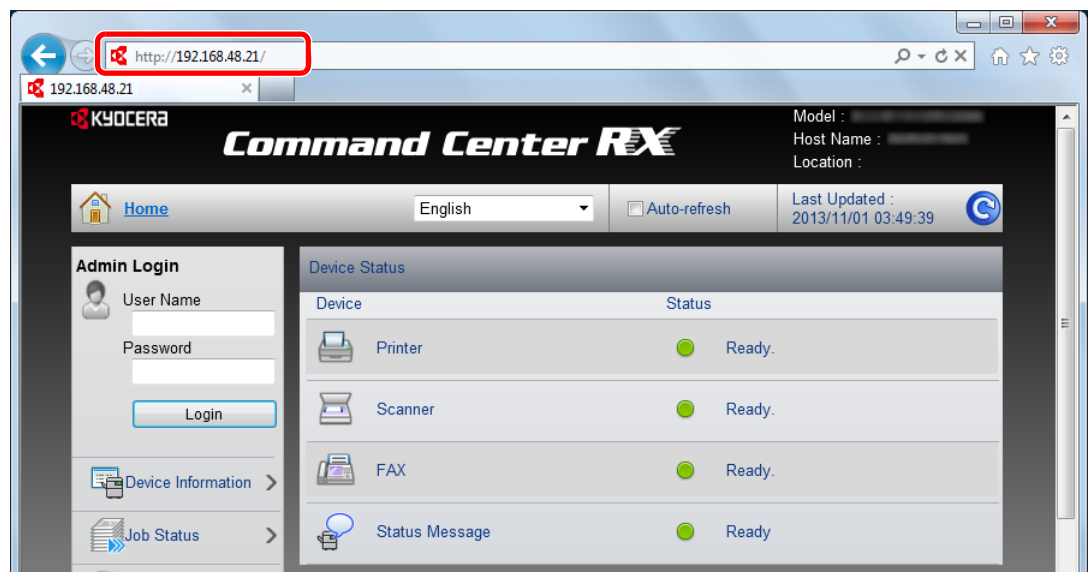 http://192.168.48.21/
192.168.48.21
KYOCERA
Command Center RX
Model :
Host Name :
Location :
Home
English
Auto-refresh
Last Updated :
2013/11/01 03:49:39
Admin Login
User Name
Password
Login
Device Information
Job Status
Device Status
Device Status
Printer Ready.
Scanner Ready.
FAX Ready.
Status Message Ready